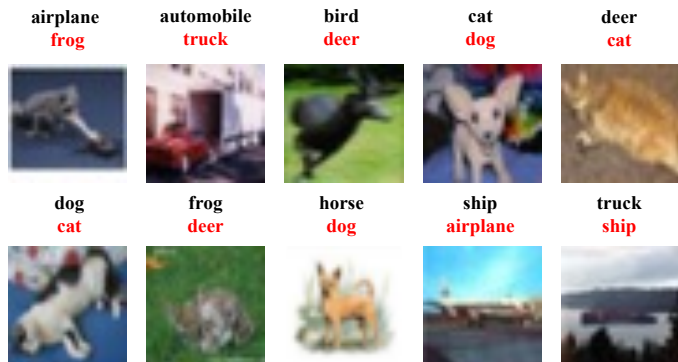 airplane automobile bird cat deer
frog truck deer dog cat
dog frog horse ship truck
cat deer dog airplane ship